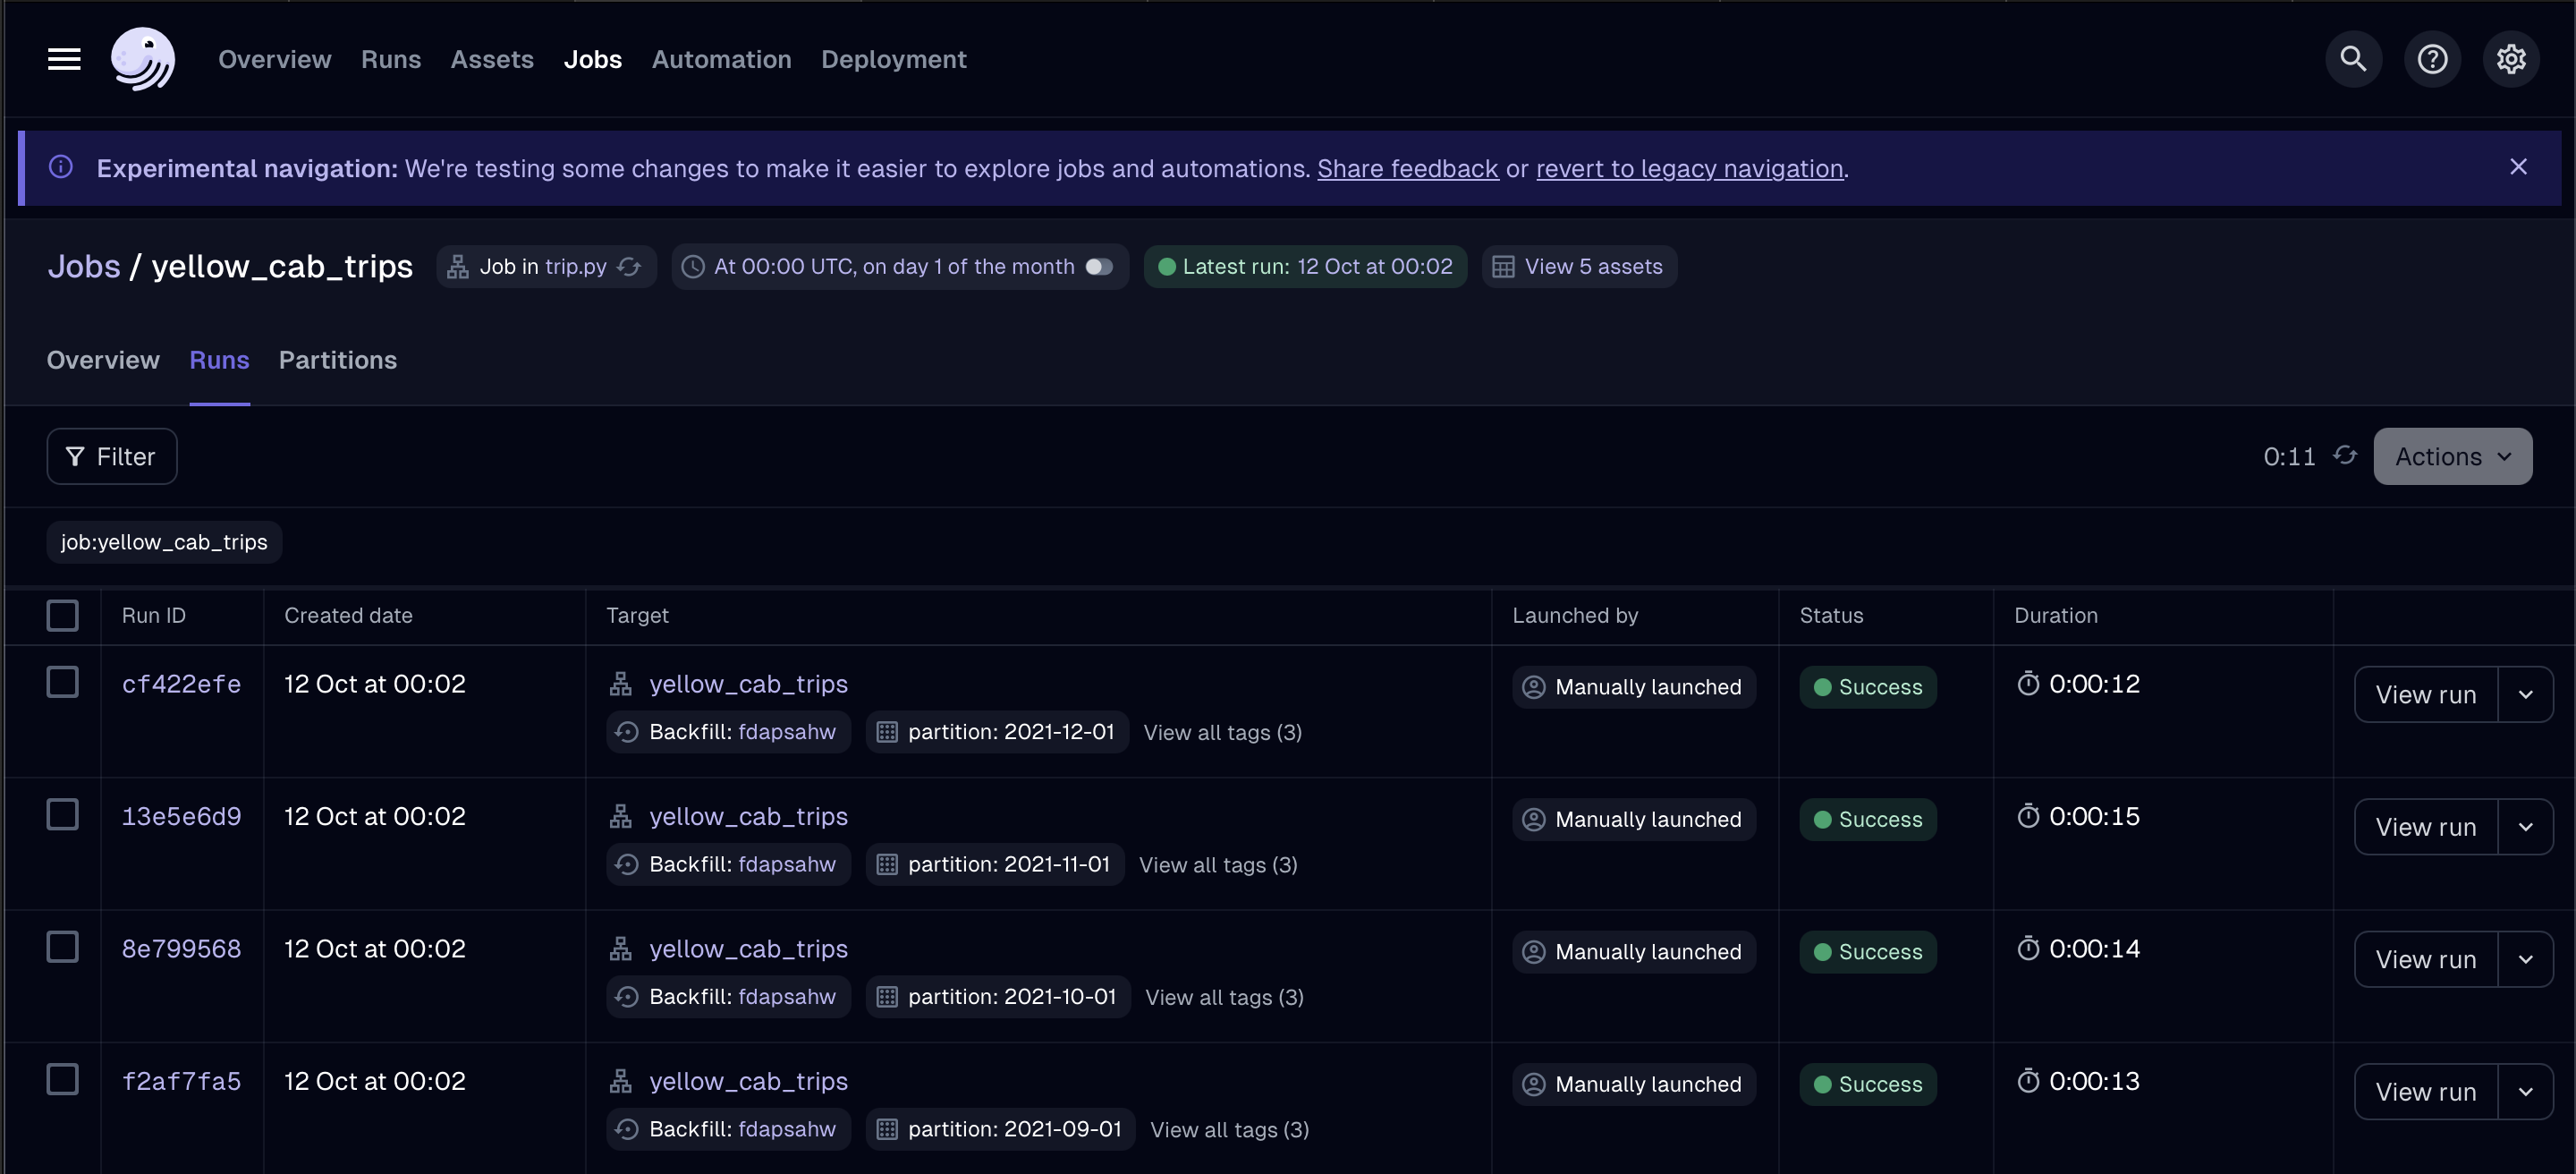 Overview Runs Assets Jobs Automation Deployment
Experimental navigation: We're testing some changes to make it easier to explore jobs and automations. Share feedback or revert to legacy navigation.
Jobs / yellow_cab_trips Job in trip.py At 00:00 UTC, on day 1 of the month Latest run: 12 Oct at 00:02 View 5 assets
Overview Runs Partitions
Filter 0:11 Actions
job:yellow_cab_trips
Run ID Created date Target Launched by Status Duration
cf422efe 12 Oct at 00:02 yellow_cab_trips Manually launched Success 0:00:12 View run
Backfill: fdapsahw partition: 2021-12-01 View all tags (3)
13e5e6d9 12 Oct at 00:02 yellow_cab_trips Manually launched Success 0:00:15 View run
Backfill: fdapsahw partition: 2021-11-01 View all tags (3)
8e799568 12 Oct at 00:02 yellow_cab_trips Manually launched Success 0:00:14 View run
Backfill: fdapsahw partition: 2021-10-01 View all tags (3)
f2af7fa5 12 Oct at 00:02 yellow_cab_trips Manually launched Success 0:00:13 View run
Backfill: fdapsahw partition: 2021-09-01 View all tags (3)